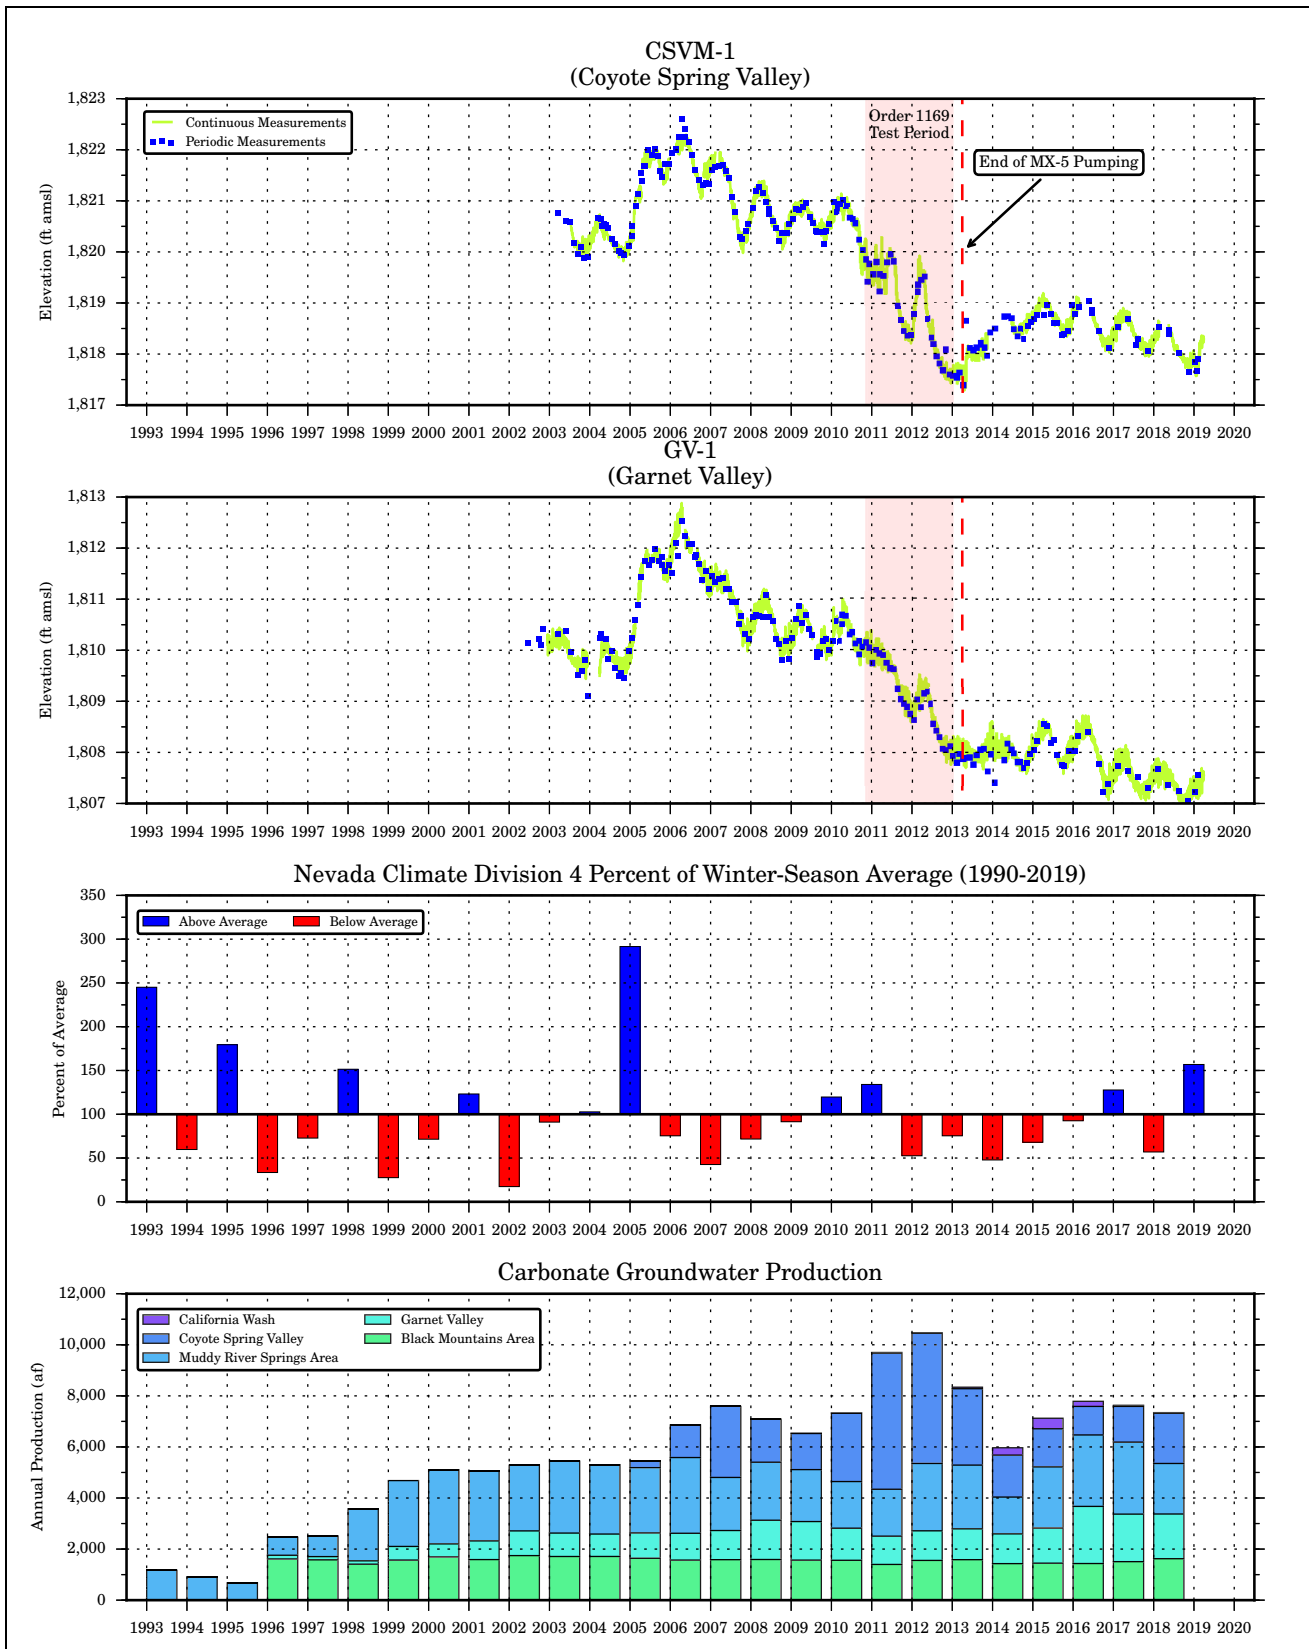 CSVM-1
(Coyote Spring Valley)
1,823
1,822
1,821
1,820
1,819
1,818
1,817
Elevation (ft amsl)
Continuous Measurements
Periodic Measurements
Order 1169
Test Period
End of MX-5 Pumping
1993 1994 1995 1996 1997 1998 1999 2000 2001 2002 2003 2004 2005 2006 2007 2008 2009 2010 2011 2012 2013 2014 2015 2016 2017 2018 2019 2020
GV-1
(Garnet Valley)
1,813
1,812
1,811
1,810
1,809
1,808
1,807
Elevation (ft amsl)
1993 1994 1995 1996 1997 1998 1999 2000 2001 2002 2003 2004 2005 2006 2007 2008 2009 2010 2011 2012 2013 2014 2015 2016 2017 2018 2019 2020
Nevada Climate Division 4 Percent of Winter-Season Average (1990-2019)
350
300
250
200
150
100
50
0
Percent of Average
Above Average
Below Average
1993 1994 1995 1996 1997 1998 1999 2000 2001 2002 2003 2004 2005 2006 2007 2008 2009 2010 2011 2012 2013 2014 2015 2016 2017 2018 2019 2020
Carbonate Groundwater Production
12,000
10,000
8,000
6,000
4,000
2,000
0
Annual Production (af)
California Wash
Coyote Spring Valley
Muddy River Springs Area
Garnet Valley
Black Mountains Area
1993 1994 1995 1996 1997 1998 1999 2000 2001 2002 2003 2004 2005 2006 2007 2008 2009 2010 2011 2012 2013 2014 2015 2016 2017 2018 2019 2020